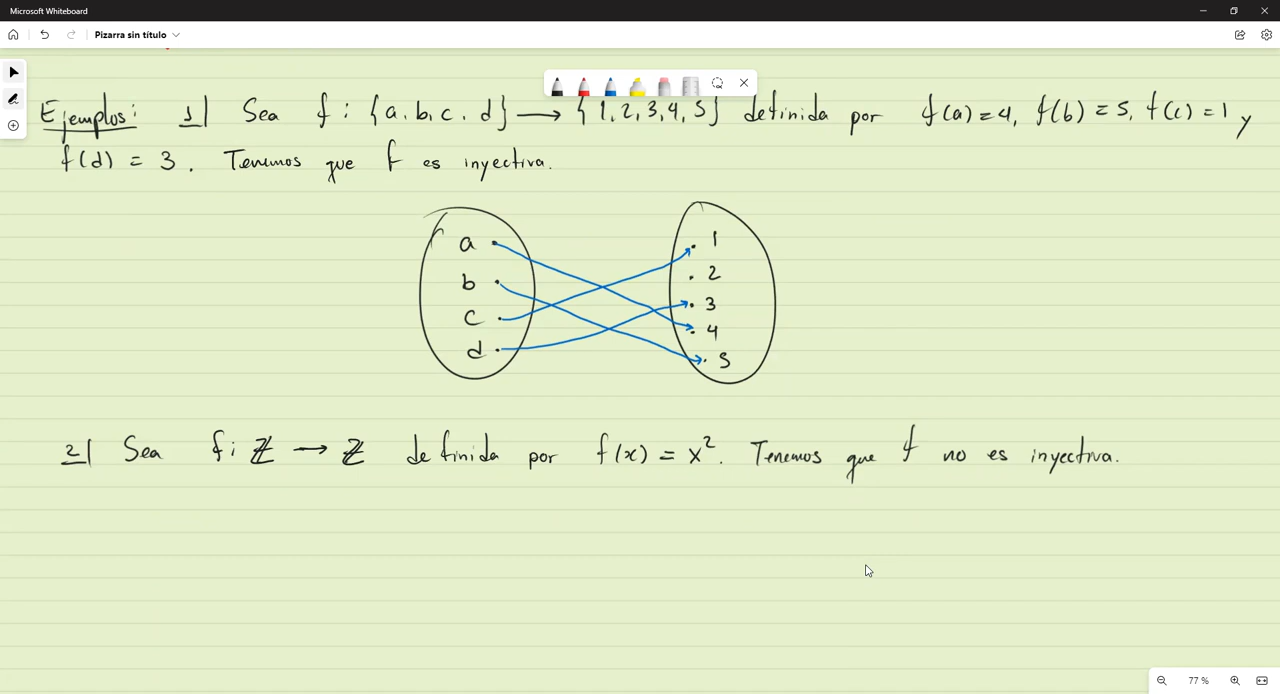 Microsoft Whiteboard
Pizarra sin título
Ejemplos: 1| Sea f : {a, b, c, d} → {1, 2, 3, 4, 5} definida por f(a) = 4, f(b) = 5, f(c) = 1 y
f(d) = 3. Tenemos que f es inyectiva.
a
b
c
d
1
2
3
4
5
2| Sea f : ℤ → ℤ definida por f(x) = x². Tenemos que f no es inyectiva.
77 %